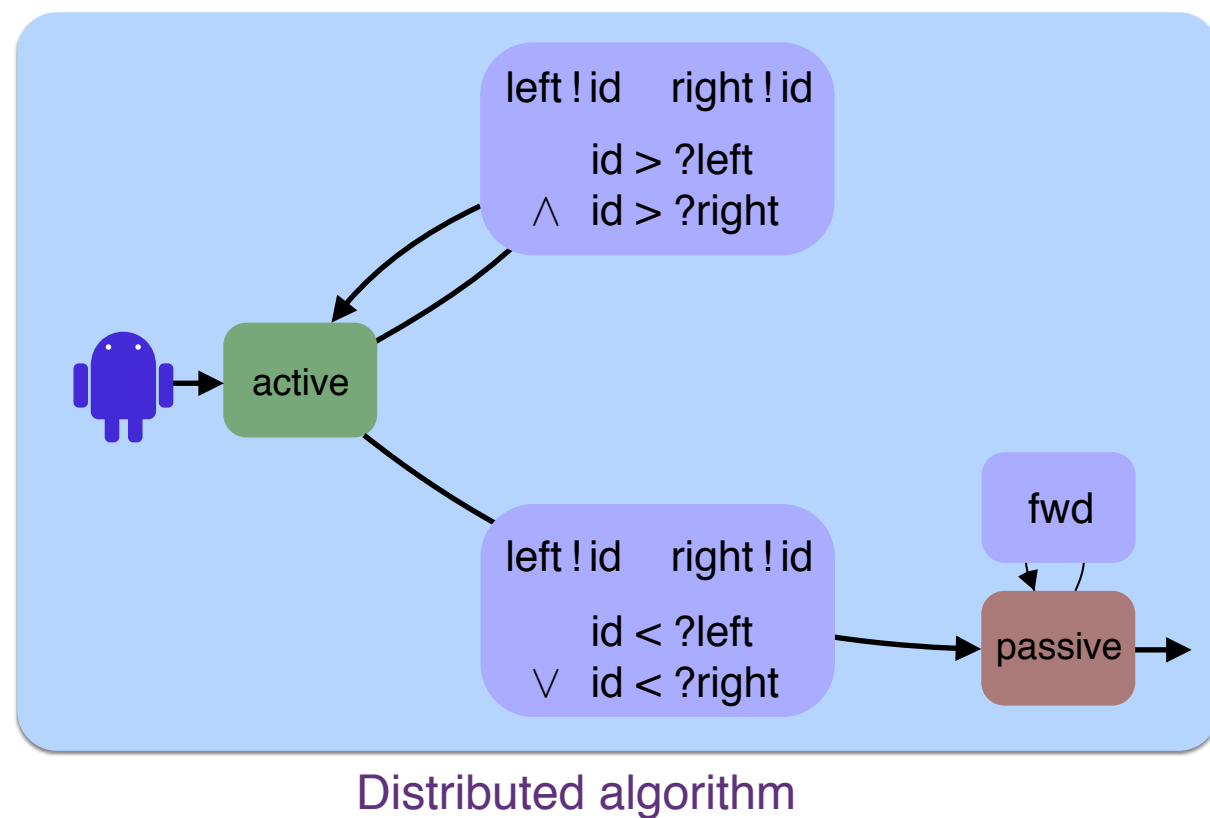 left ! id right ! id
id > ?left
∧ id > ?right
active
fwd
left ! id right ! id
id < ?left
∨ id < ?right
passive
Distributed algorithm